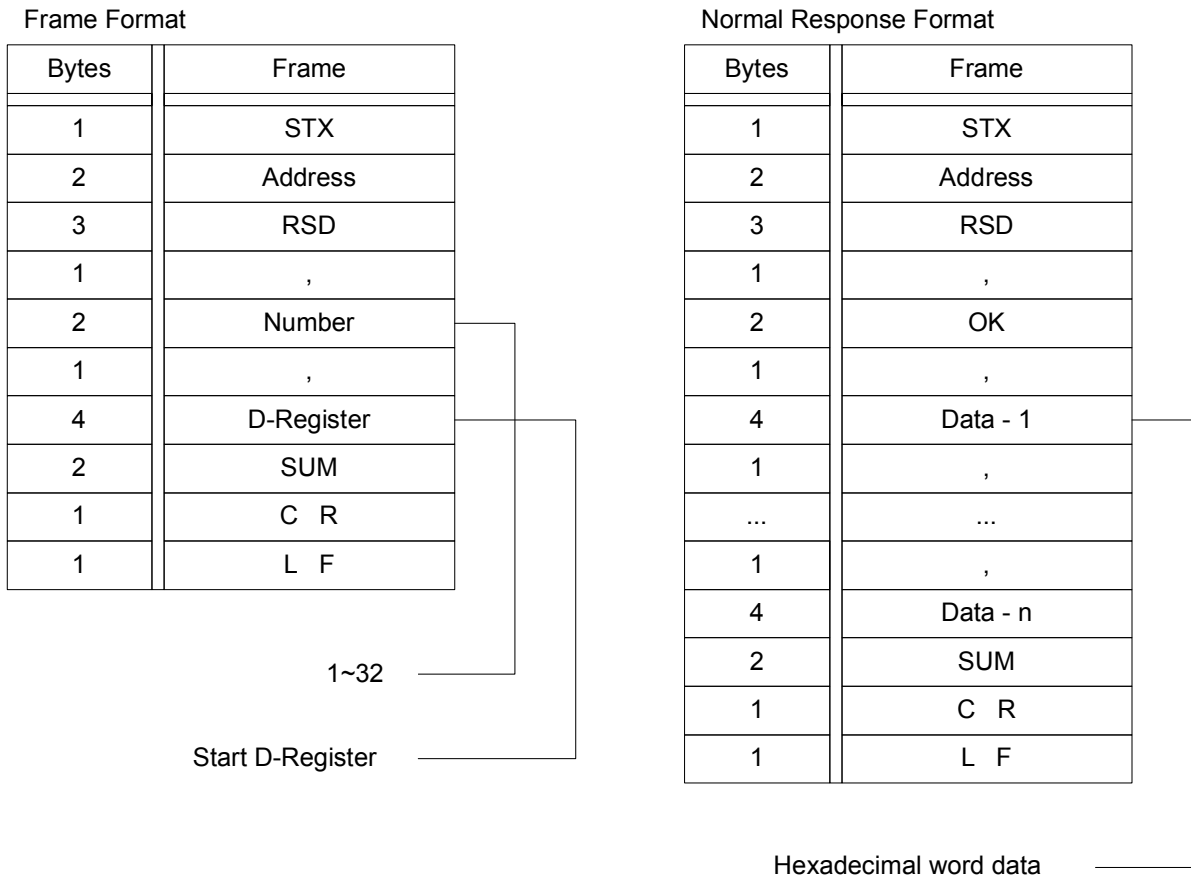 Frame Format
Bytes Frame
1 STX
2 Address
3 RSD
1 ,
2 Number
1 ,
4 D-Register
2 SUM
1 C R
1 L F
1~32
Start D-Register
Normal Response Format
Bytes Frame
1 STX
2 Address
3 RSD
1 ,
2 OK
1 ,
4 Data - 1
1 ,
... ...
1 ,
4 Data - n
2 SUM
1 C R
1 L F
Hexadecimal word data